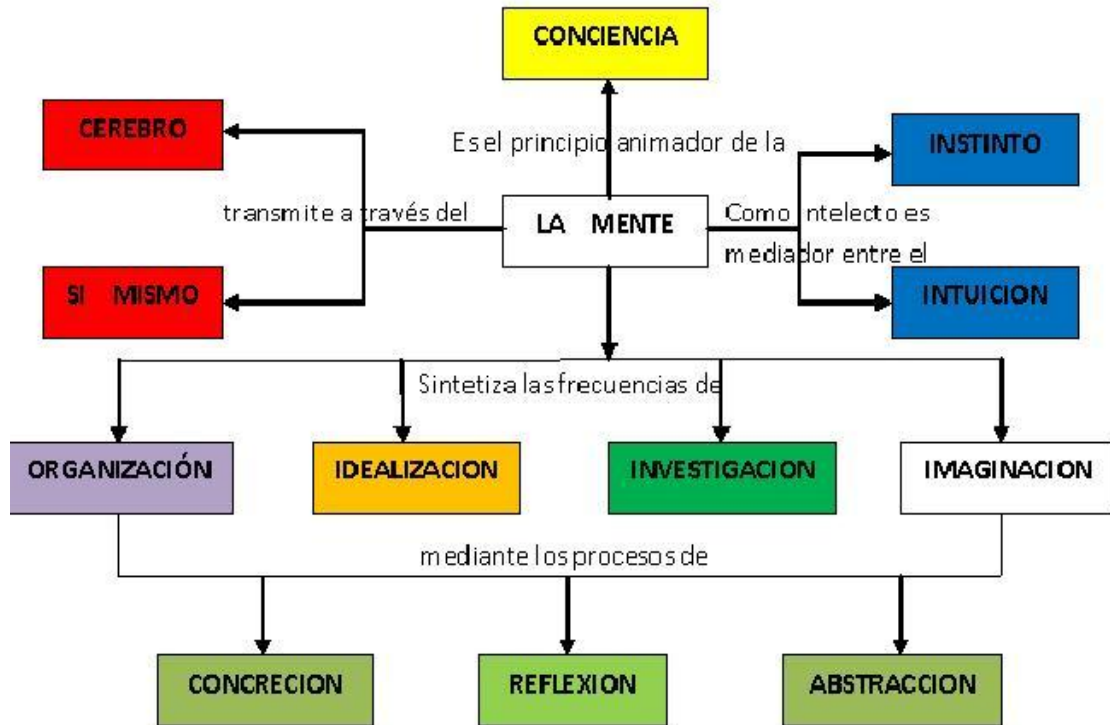 CONCIENCIA
CEREBRO
Es el principio animador de la
INSTINTO
transmite a través del
LA MENTE
Como intelecto es
mediador entre el
SI MISMO
INTUICION
Sintetiza las frecuencias de
ORGANIZACIÓN
IDEALIZACION
INVESTIGACION
IMAGINACION
mediante los procesos de
CONCRECION
REFLEXION
ABSTRACCION